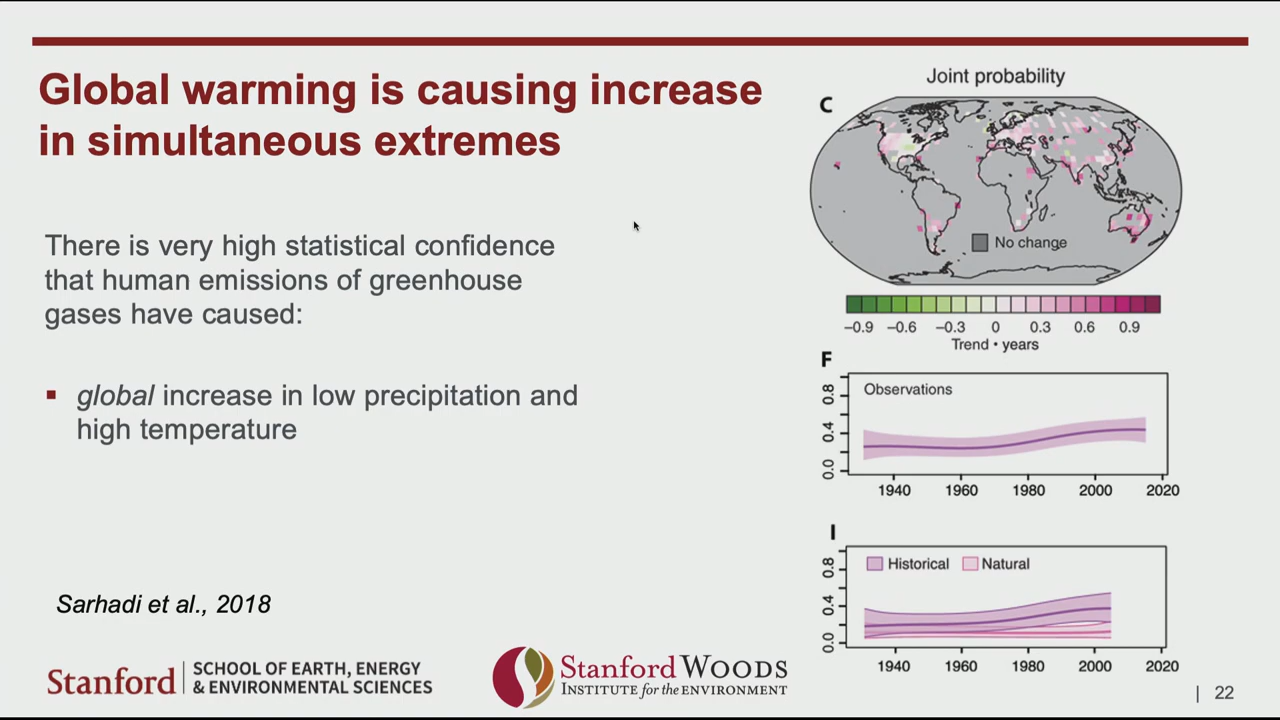 Global warming is causing increase
in simultaneous extremes
There is very high statistical confidence
that human emissions of greenhouse
gases have caused:
▪ global increase in low precipitation and
high temperature
Sarhadi et al., 2018
Stanford | SCHOOL OF EARTH, ENERGY
& ENVIRONMENTAL SCIENCES
Stanford WOODS
INSTITUTE for the ENVIRONMENT
Joint probability
C
No change
−0.9 −0.6 −0.3 0 0.3 0.6 0.9
Trend • years
F
Observations
0.8
0.4
0.0
1940 1960 1980 2000 2020
I
Historical Natural
0.8
0.4
0.0
1940 1960 1980 2000 2020
| 22